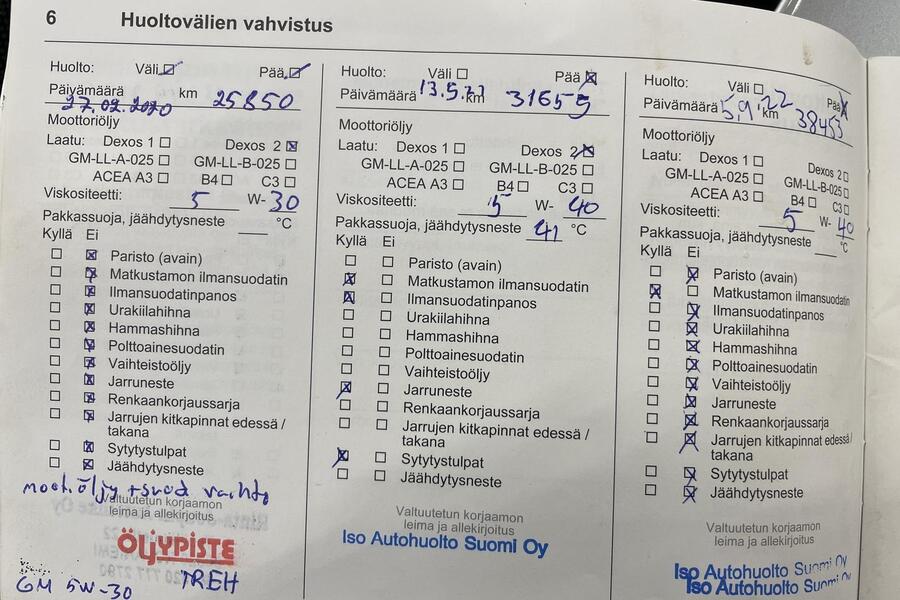 6 Huoltovälien vahvistus
Huolto: Väli Pää
Päivämäärä 27.02.2020 km 25850
Moottoriöljy
Laatu: Dexos 1 Dexos 2
GM-LL-A-025 GM-LL-B-025
ACEA A3 B4 C3
Viskositeetti: 5 W- 30
Pakkassuoja, jäähdytysneste °C
Kyllä Ei
Paristo (avain)
Matkustamon ilmansuodatin
Ilmansuodatinpanos
Urakiilahihna
Hammashihna
Polttoainesuodatin
Vaihteistoöljy
Jarruneste
Renkaankorjaussarja
Jarrujen kitkapinnat edessä /
takana
Sytytystulpat
Jäähdytysneste
moot.öljy + suod vaihto
Valtuutetun korjaamon
leima ja allekirjoitus
ÖLJYPISTE
TREH
GM 5W-30
Huolto: Väli Pää
Päivämäärä 13.5.21 km 31655
Moottoriöljy
Laatu: Dexos 1 Dexos 2
GM-LL-A-025 GM-LL-B-025
ACEA A3 B4 C3
Viskositeetti: 5 W- 40
Pakkassuoja, jäähdytysneste 41 °C
Kyllä Ei
Paristo (avain)
Matkustamon ilmansuodatin
Ilmansuodatinpanos
Urakiilahihna
Hammashihna
Polttoainesuodatin
Vaihteistoöljy
Jarruneste
Renkaankorjaussarja
Jarrujen kitkapinnat edessä /
takana
Sytytystulpat
Jäähdytysneste
Valtuutetun korjaamon
leima ja allekirjoitus
Iso Autohuolto Suomi Oy
Huolto: Väli Pää
Päivämäärä 5.9.22 km 38453
Moottoriöljy
Laatu: Dexos 1 Dexos 2
GM-LL-A-025 GM-LL-B-025
ACEA A3 B4 C3
Viskositeetti: 5 W- 40
Pakkassuoja, jäähdytysneste °C
Kyllä Ei
Paristo (avain)
Matkustamon ilmansuodatin
Ilmansuodatinpanos
Urakiilahihna
Hammashihna
Polttoainesuodatin
Vaihteistoöljy
Jarruneste
Renkaankorjaussarja
Jarrujen kitkapinnat edessä /
takana
Sytytystulpat
Jäähdytysneste
Valtuutetun korjaamon
leima ja allekirjoitus
Iso Autohuolto Suomi Oy
Iso Autohuolto Suomi Oy